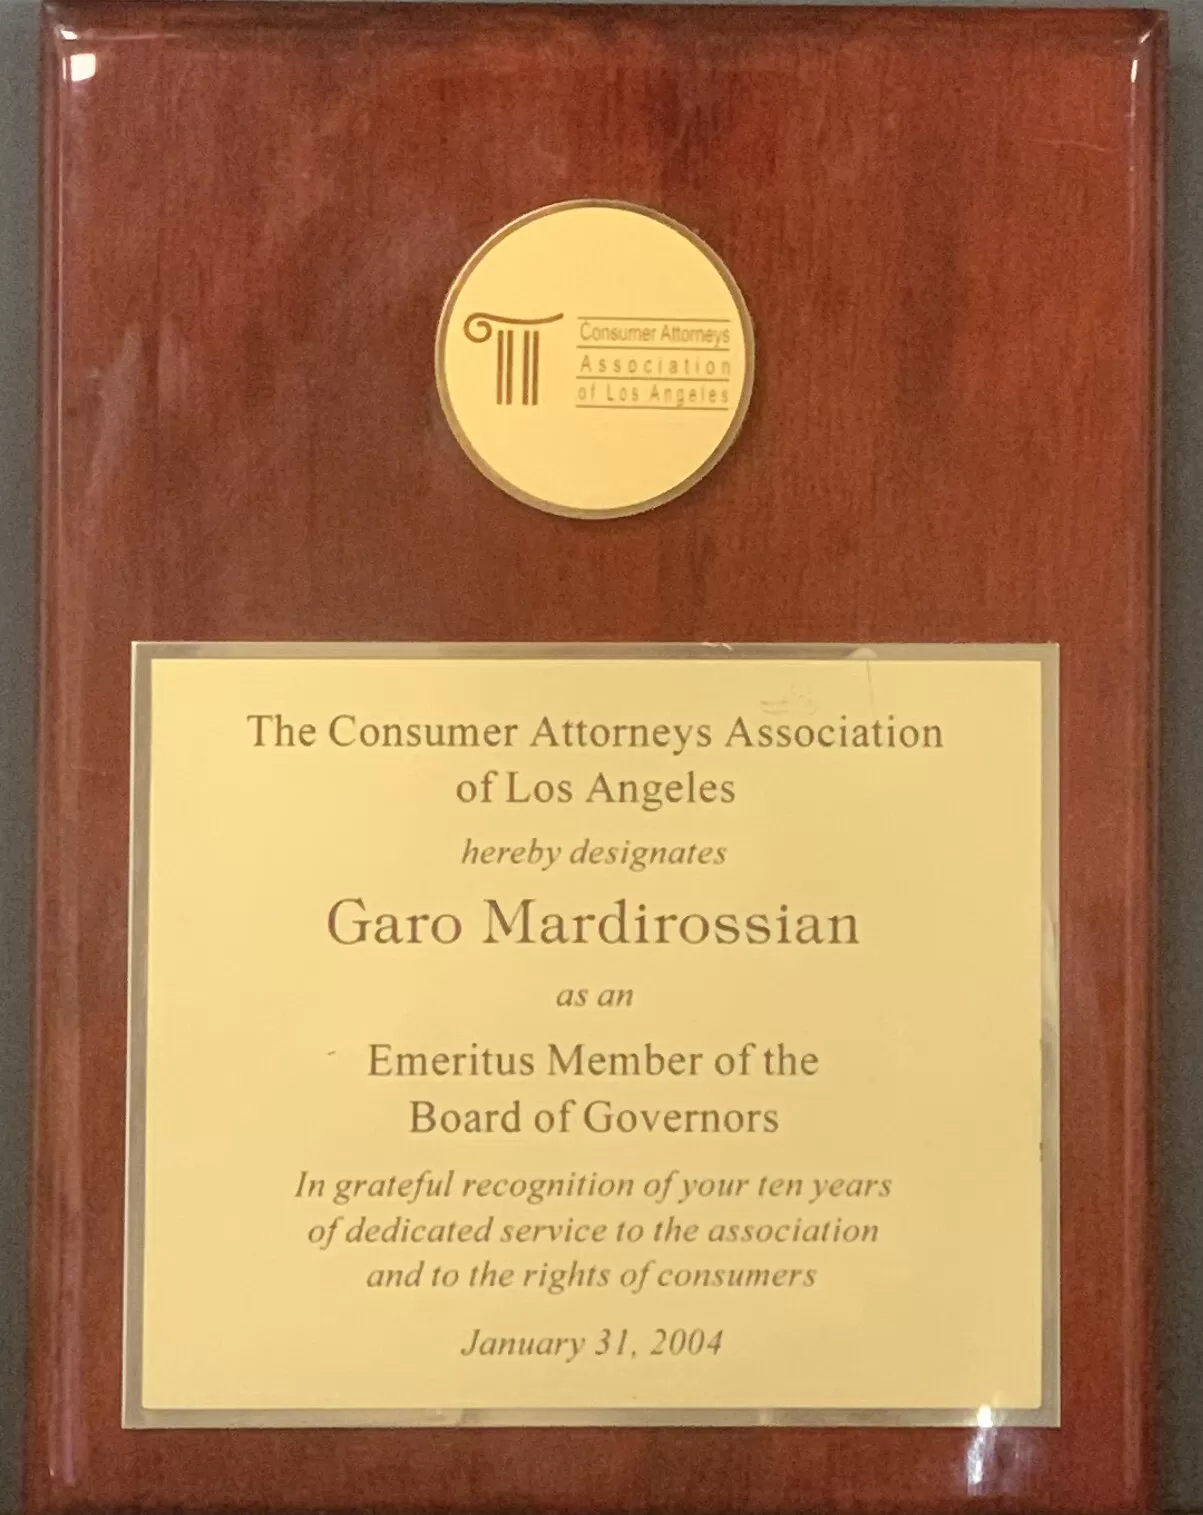 Consumer Attorneys
Association
of Los Angeles
The Consumer Attorneys Association
of Los Angeles
hereby designates
Garo Mardirossian
as an
Emeritus Member of the
Board of Governors
In grateful recognition of your ten years
of dedicated service to the association
and to the rights of consumers
January 31, 2004